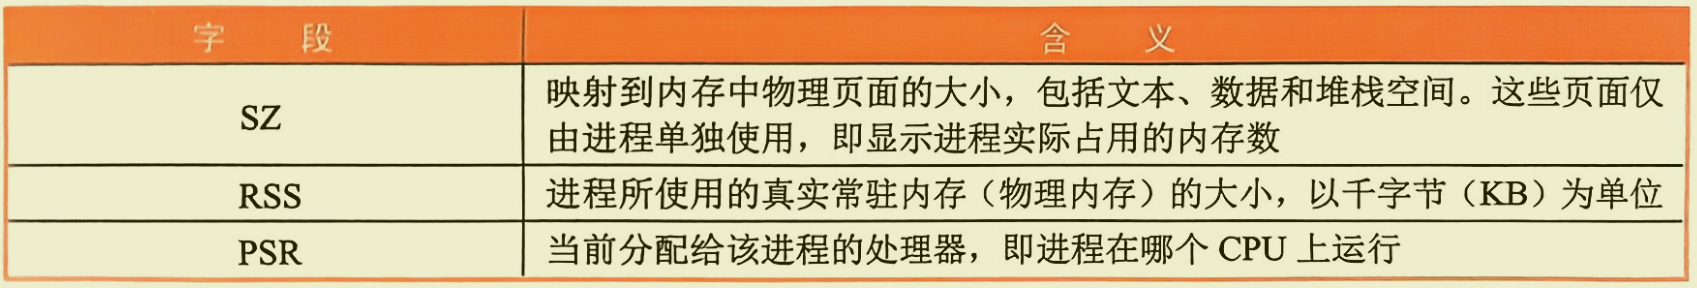 字 段 含 义
SZ 映射到内存中物理页面的大小，包括文本、数据和堆栈空间。这些页面仅
由进程单独使用，即显示进程实际占用的内存数
RSS 进程所使用的真实常驻内存（物理内存）的大小，以千字节（KB）为单位
PSR 当前分配给该进程的处理器，即进程在哪个 CPU 上运行